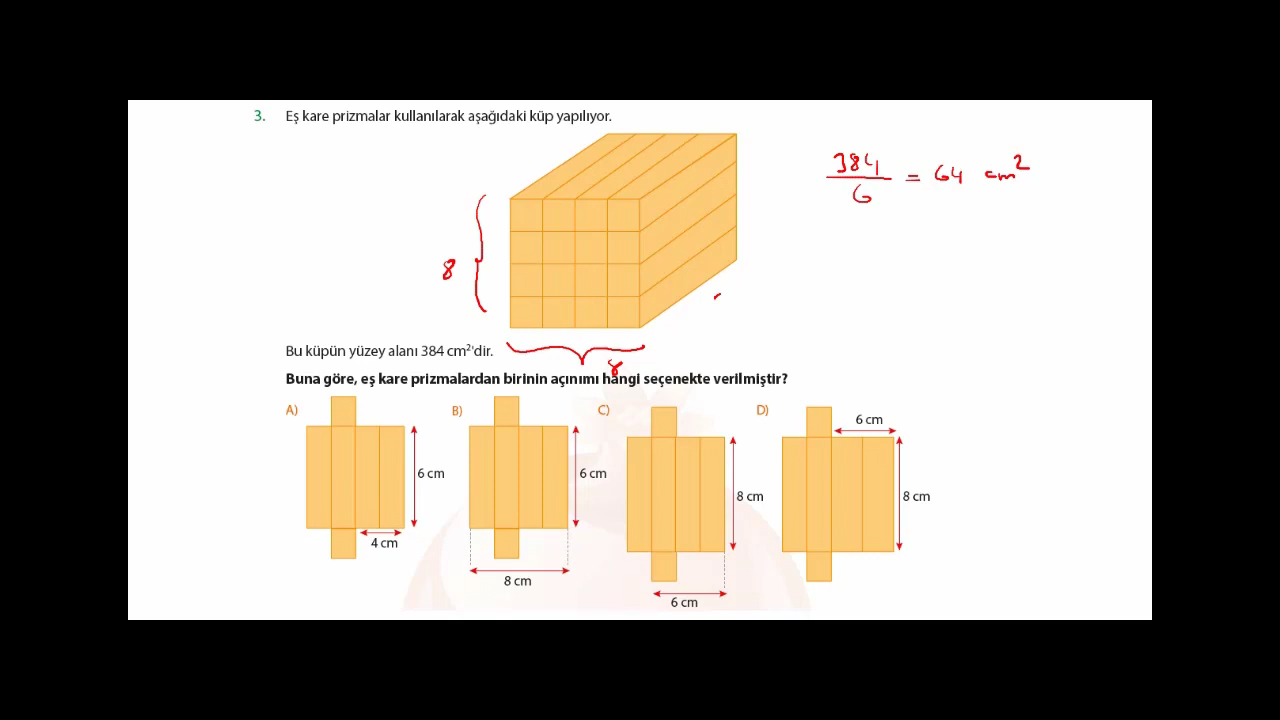 3. Eş kare prizmalar kullanılarak aşağıdaki küp yapılıyor.
384
6
= 64 cm²
8
Bu küpün yüzey alanı 384 cm²'dir.
8
Buna göre, eş kare prizmalardan birinin açınımı hangi seçenekte verilmiştir?
A)
6 cm
4 cm
B)
6 cm
8 cm
C)
8 cm
6 cm
D)
6 cm
8 cm